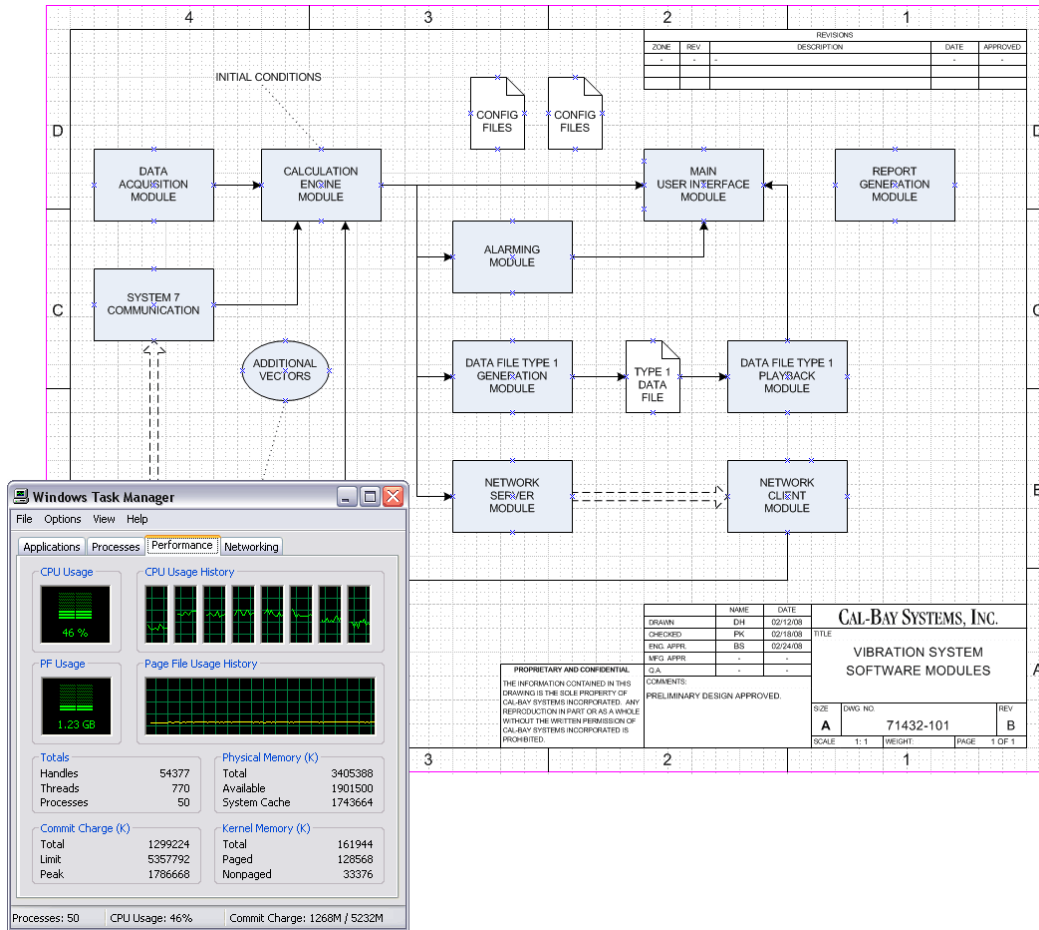 4 3 2 1
REVISIONS
ZONE REV DESCRIPTION DATE APPROVED
- - - - -
INITIAL CONDITIONS
CONFIG
FILES
CONFIG
FILES
D D
DATA
ACQUISITION
MODULE
CALCULATION
ENGINE
MODULE
MAIN
USER INTERFACE
MODULE
REPORT
GENERATION
MODULE
ALARMING
MODULE
SYSTEM 7
COMMUNICATION
C C
ADDITIONAL
VECTORS
DATA FILE TYPE 1
GENERATION
MODULE
TYPE 1
DATA
FILE
DATA FILE TYPE 1
PLAYBACK
MODULE
NETWORK
SERVER
MODULE
NETWORK
CLIENT
MODULE
B
Windows Task Manager
File Options View Help
Applications Processes Performance Networking
CPU Usage CPU Usage History
46 %
PF Usage Page File Usage History
1.23 GB
Totals
Handles 54377
Threads 770
Processes 50
Physical Memory (K)
Total 3405388
Available 1901500
System Cache 1743664
Commit Charge (K)
Total 1299224
Limit 5357792
Peak 1786668
Kernel Memory (K)
Total 161944
Paged 128568
Nonpaged 33376
Processes: 50 CPU Usage: 46% Commit Charge: 1268M / 5232M
PROPRIETARY AND CONFIDENTIAL
THE INFORMATION CONTAINED IN THIS
DRAWING IS THE SOLE PROPERTY OF
CAL-BAY SYSTEMS INCORPORATED. ANY
REPRODUCTION IN PART OR AS A WHOLE
WITHOUT THE WRITTEN PERMISSION OF
CAL-BAY SYSTEMS INCORPORATED IS
PROHIBITED.
NAME DATE
DRAWN DH 02/12/08
CHECKED PK 02/18/08
ENG. APPR. BS 02/24/08
MFG. APPR. - -
Q.A. - -
COMMENTS:
PRELIMINARY DESIGN APPROVED.
CAL-BAY SYSTEMS, INC.
TITLE
VIBRATION SYSTEM
SOFTWARE MODULES
SIZE DWG. NO. REV
A 71432-101 B
SCALE 1: 1 WEIGHT: PAGE 1 OF 1
A
3 2 1